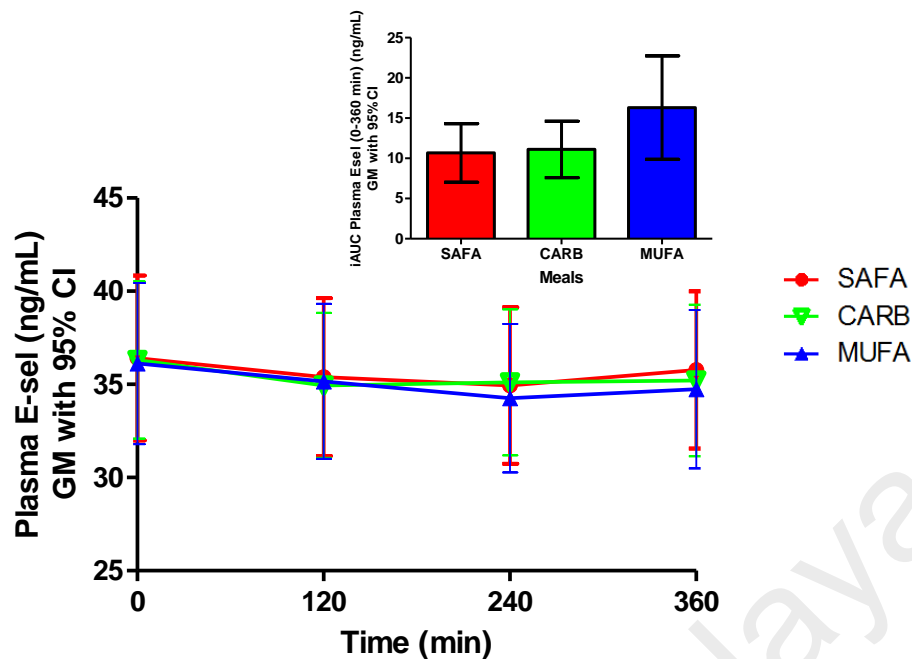 iAUC Plasma Esel (0-360 min) (ng/mL)
GM with 95% CI
25
20
15
10
5
0
SAFA CARB MUFA
Meals
Plasma E-sel (ng/mL)
GM with 95% CI
45
40
35
30
25
0 120 240 360
Time (min)
SAFA
CARB
MUFA
laya